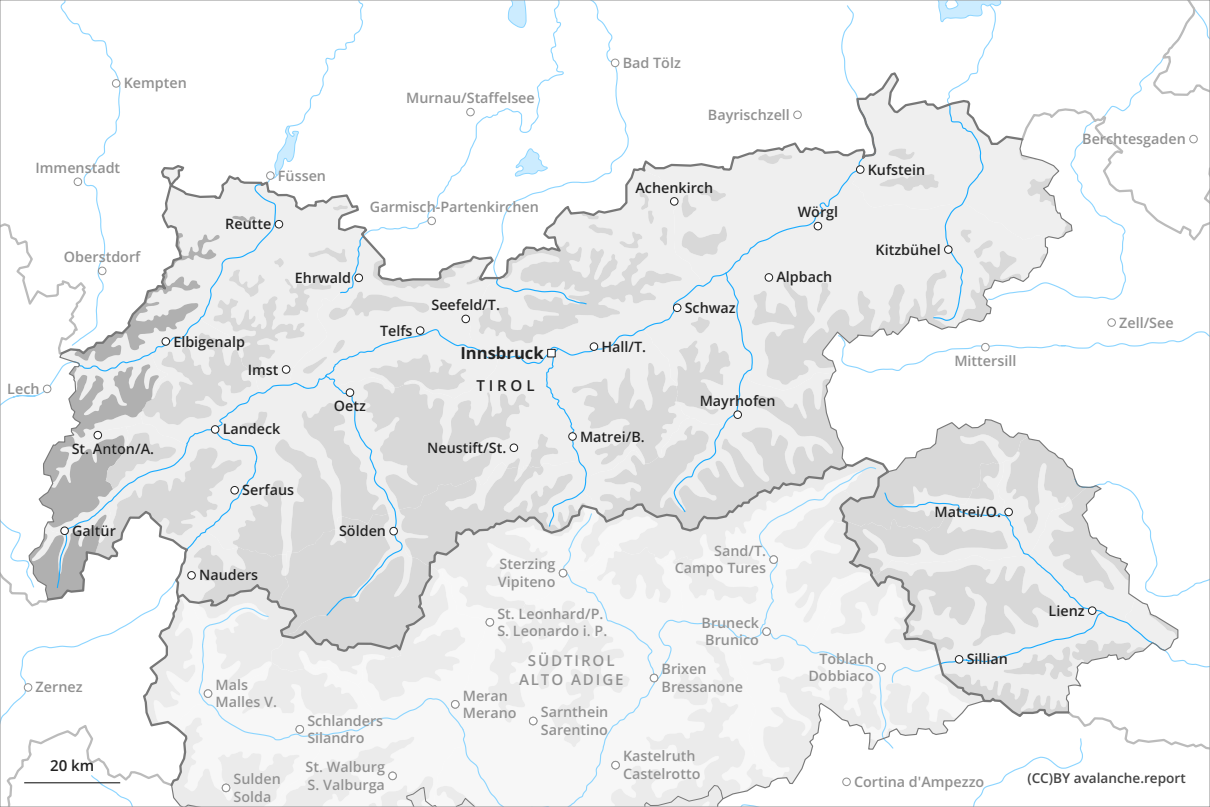 Bad Tölz
Kempten
Murnau/Staffelsee
Bayrischzell
Berchtesgaden
Immenstadt
Füssen
Kufstein
Achenkirch
Garmisch-Partenkirchen
Wörgl
Reutte
Kitzbühel
Oberstdorf
Ehrwald
Alpbach
Seefeld/T.
Schwaz
Zell/See
Telfs
Elbigenalp
Innsbruck
Hall/T.
Mittersill
Imst
TIROL
Lech
Oetz
Mayrhofen
Landeck
Matrei/B.
St. Anton/A.
Neustift/St.
Serfaus
Matrei/O.
Galtür
Sölden
Sand/T.
Campo Tures
Sterzing
Vipiteno
Nauders
Lienz
St. Leonhard/P.
S. Leonardo i. P.
Bruneck
Brunico
SÜDTIROL
ALTO ADIGE
Toblach
Dobbiaco
Sillian
Brixen
Bressanone
Zernez
Mals
Malles V.
Meran
Merano
Sarnthein
Sarentino
Schlanders
Silandro
Kastelruth
Castelrotto
St. Walburg
S. Valburga
20 km
Sulden
Solda
Cortina d'Ampezzo
(CC)BY avalanche.report